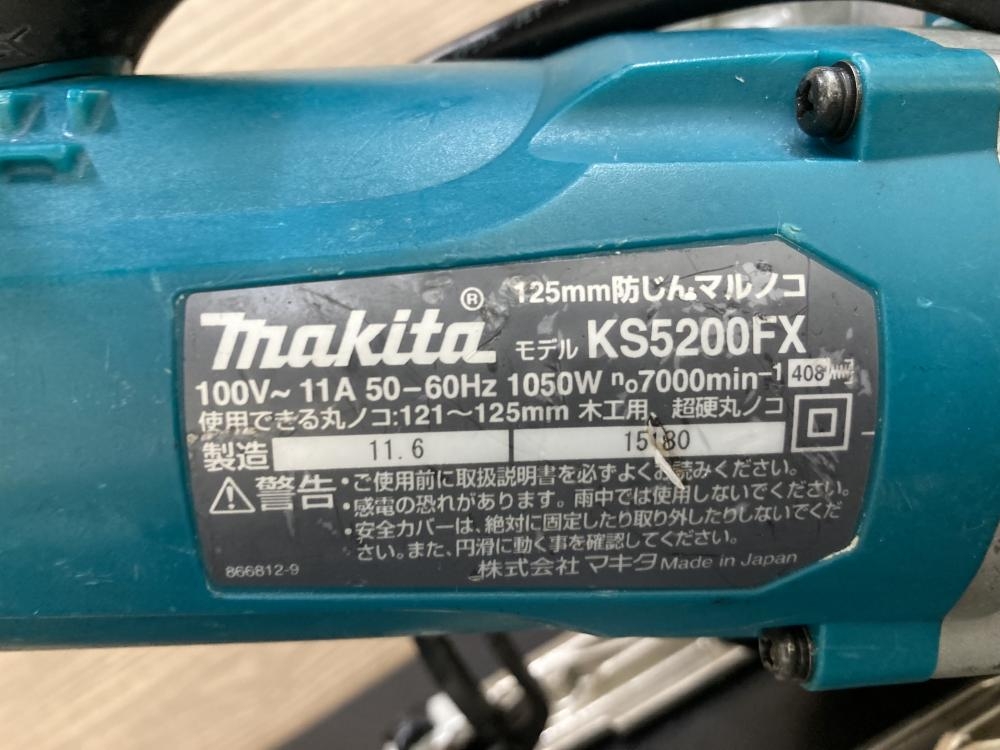 125mm防じんマルノコ
makita® モデル KS5200FX
100V~ 11A 50-60Hz 1050W n₀7000min⁻¹ 408
使用できる丸ノコ:121～125mm 木工用、超硬丸ノコ
製造 11.6
警告・ご使用前に取扱説明書を必ずよくお読みください。
・感電の恐れがあります。雨中では使用しないでください。
・安全カバーは、絶対に固定したり取り外したりしないでくだ
さい。また、円滑に動く事を確認してください。
866812-9 株式会社 マキタ Made in Japan